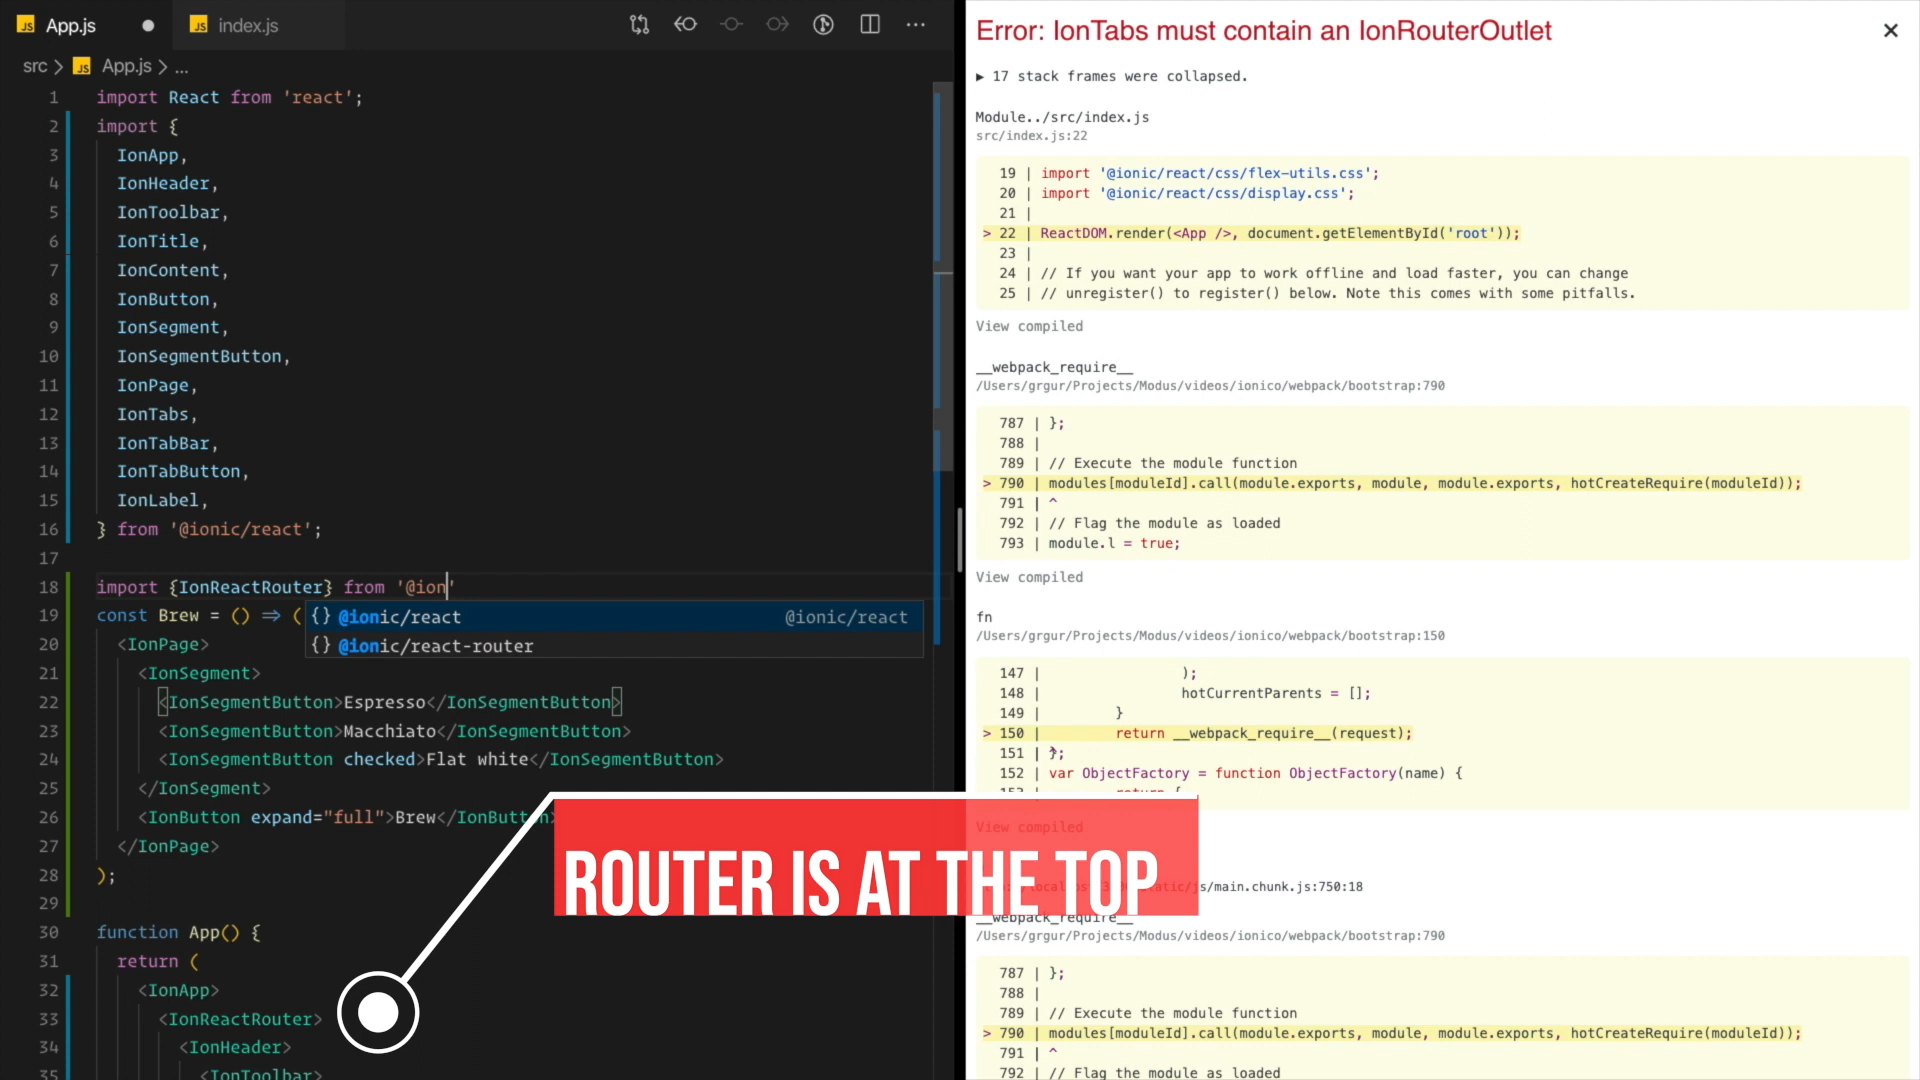 JS App.js
JS index.js
src > JS App.js > ...
1 import React from 'react';
2 import {
3 IonApp,
4 IonHeader,
5 IonToolbar,
6 IonTitle,
7 IonContent,
8 IonButton,
9 IonSegment,
10 IonSegmentButton,
11 IonPage,
12 IonTabs,
13 IonTabBar,
14 IonTabButton,
15 IonLabel,
16 } from '@ionic/react';
17
18 import {IonReactRouter} from '@ion'
{} @ionic/react @ionic/react
{} @ionic/react-router
19 const Brew = () => (
20 <IonPage>
21 <IonSegment>
22 <IonSegmentButton>Espresso</IonSegmentButton>
23 <IonSegmentButton>Macchiato</IonSegmentButton>
24 <IonSegmentButton checked>Flat white</IonSegmentButton>
25 </IonSegment>
26 <IonButton expand="full">Brew</IonButton>
27 </IonPage>
28 );
29
30 function App() {
31 return (
32 <IonApp>
33 <IonReactRouter>
34 <IonHeader>
35 <IonToolbar>
ROUTER IS AT THE TOP
Error: IonTabs must contain an IonRouterOutlet
▶ 17 stack frames were collapsed.
Module../src/index.js
src/index.js:22
19 | import '@ionic/react/css/flex-utils.css';
20 | import '@ionic/react/css/display.css';
21 |
> 22 | ReactDOM.render(<App />, document.getElementById('root'));
23 |
24 | // If you want your app to work offline and load faster, you can change
25 | // unregister() to register() below. Note this comes with some pitfalls.
View compiled
__webpack_require__
/Users/grgur/Projects/Modus/videos/ionico/webpack/bootstrap:790
787 | };
788 |
789 | // Execute the module function
> 790 | modules[moduleId].call(module.exports, module, module.exports, hotCreateRequire(moduleId));
791 | ^
792 | // Flag the module as loaded
793 | module.l = true;
View compiled
fn
/Users/grgur/Projects/Modus/videos/ionico/webpack/bootstrap:150
147 | );
148 | hotCurrentParents = [];
149 | }
> 150 | return __webpack_require__(request);
151 | };
152 | var ObjectFactory = function ObjectFactory(name) {
153 | return {
View compiled
/js/main.chunk.js:750:18
__webpack_require__
/Users/grgur/Projects/Modus/videos/ionico/webpack/bootstrap:790
787 | };
788 |
789 | // Execute the module function
> 790 | modules[moduleId].call(module.exports, module, module.exports, hotCreateRequire(moduleId));
791 | ^
792 | // Flag the module as loaded